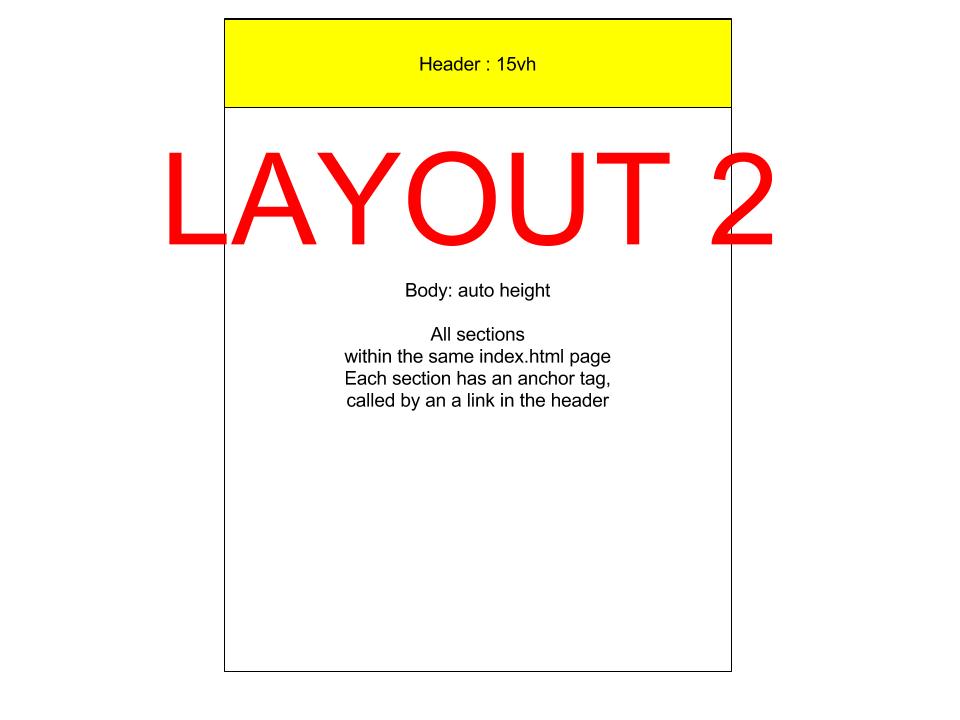 Header : 15vh
LAYOUT 2
Body: auto height
All sections
within the same index.html page
Each section has an anchor tag,
called by an a link in the header